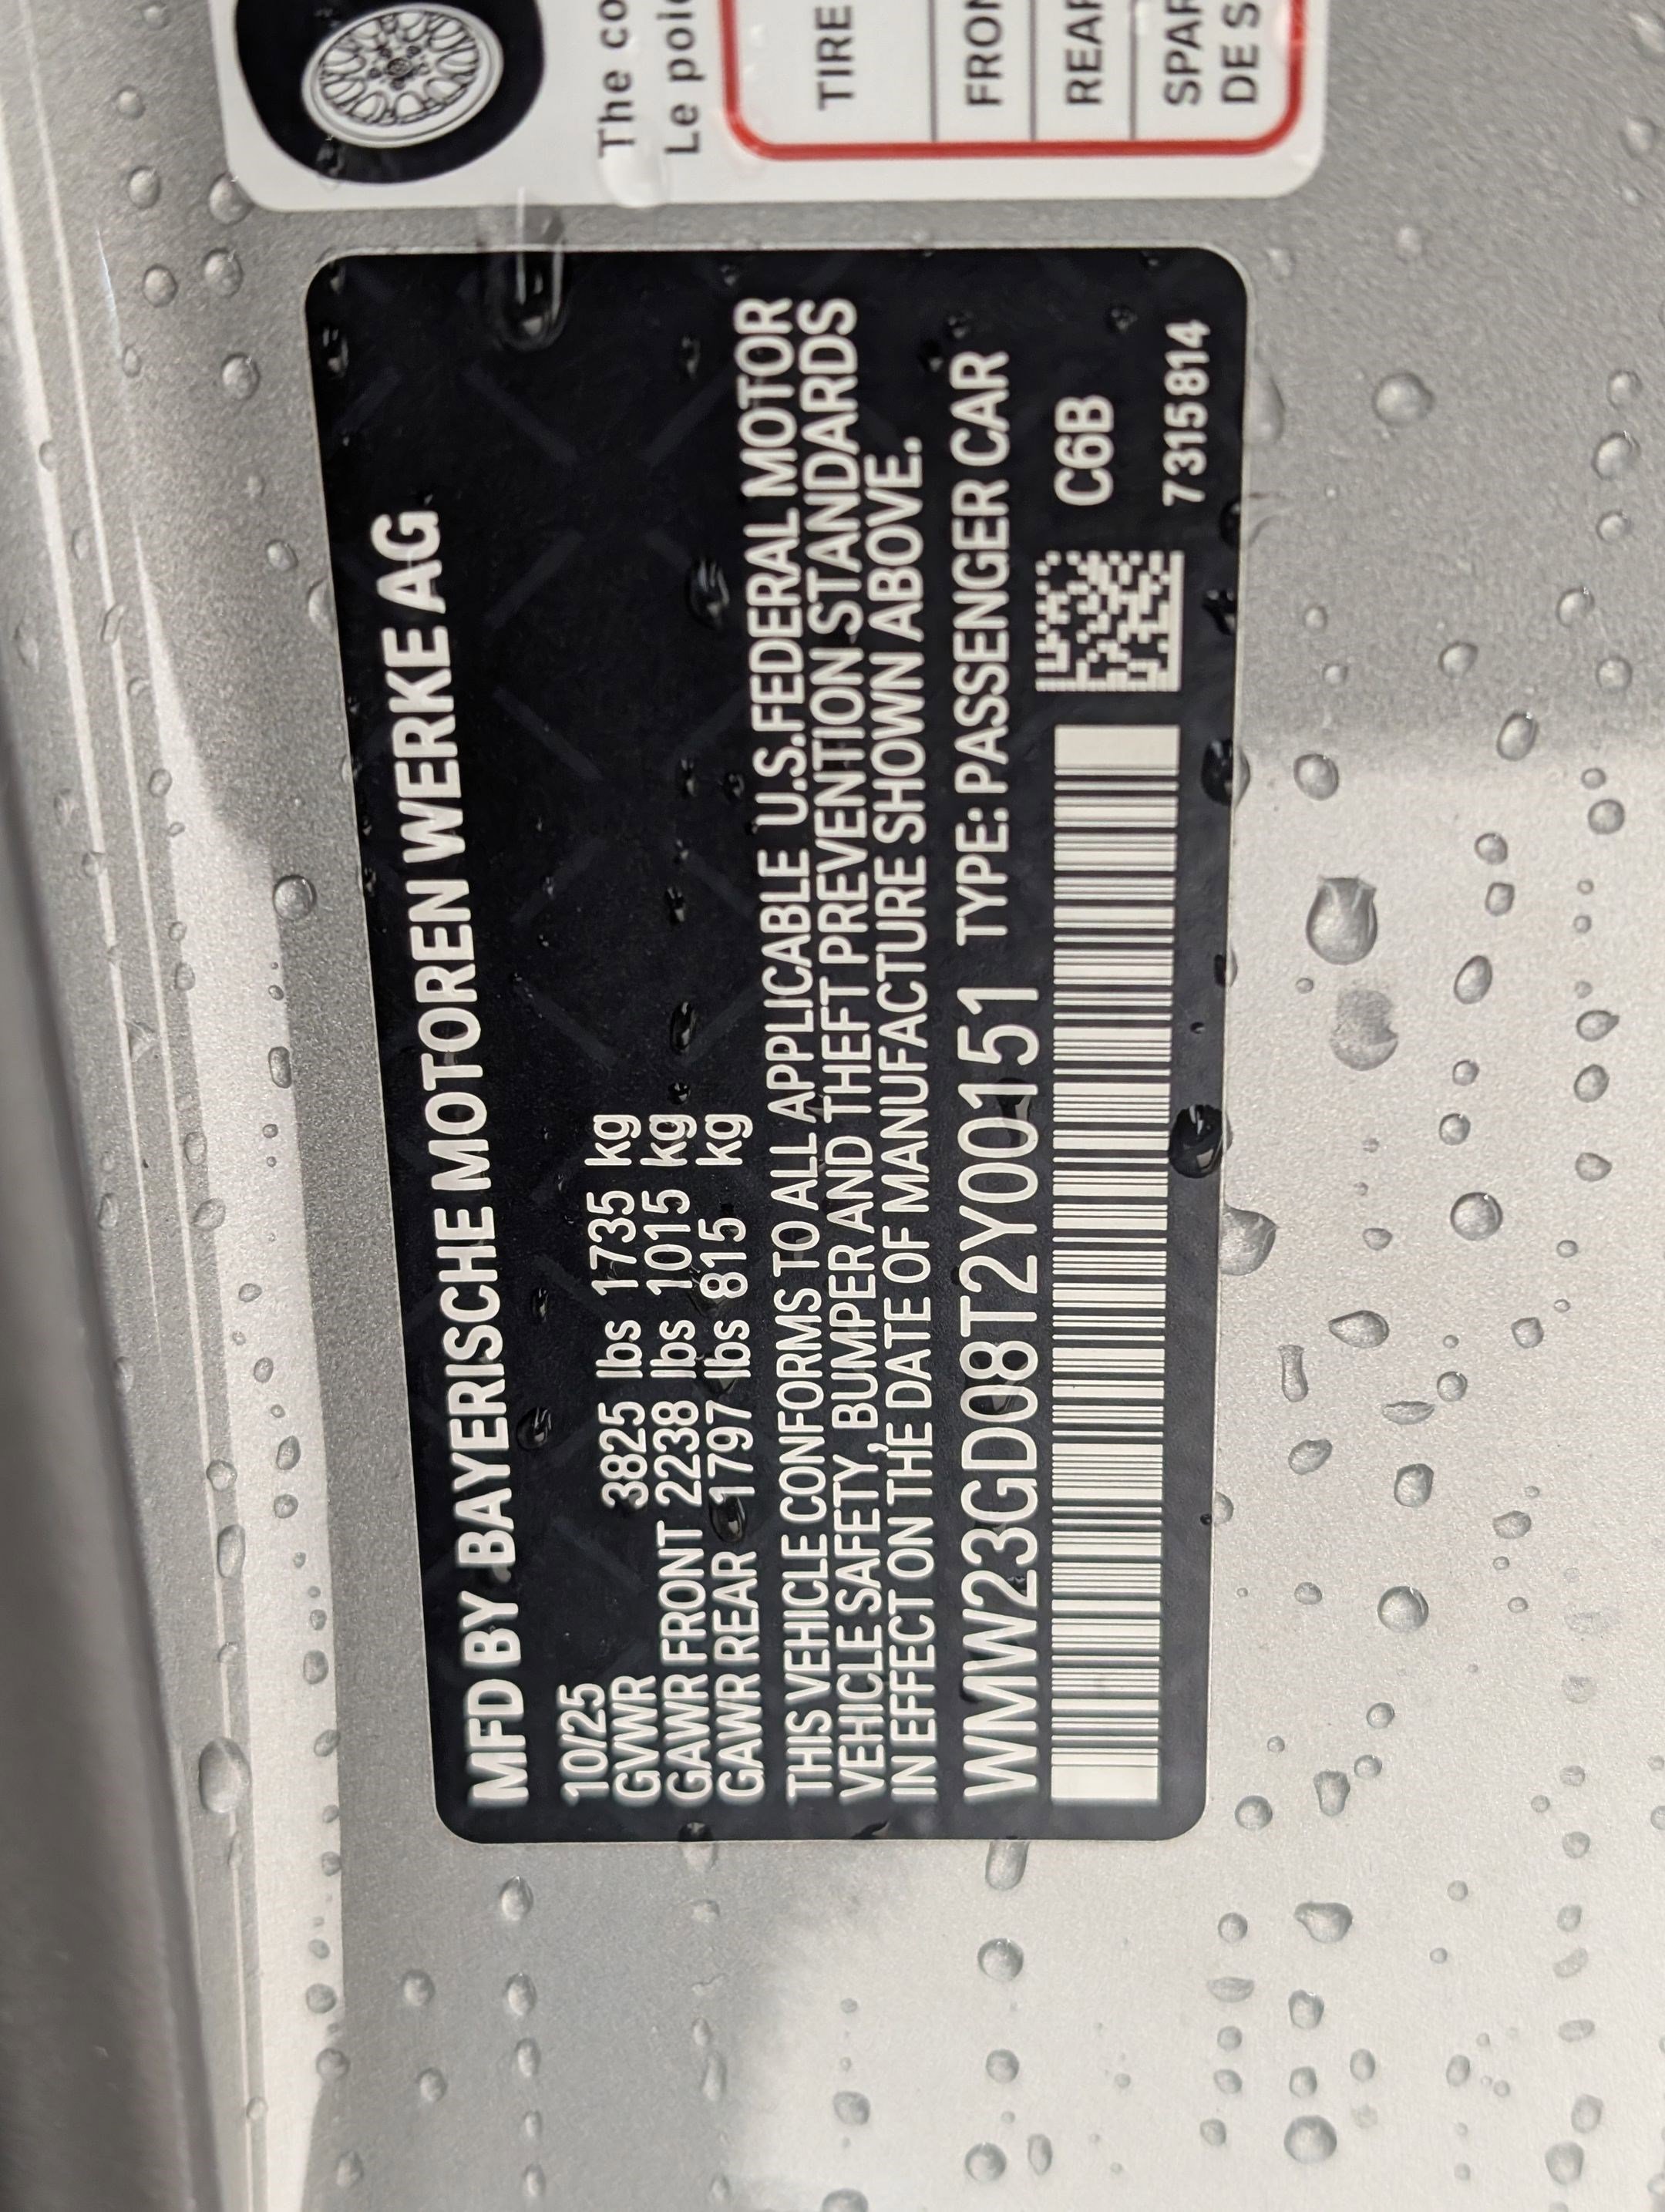 MFD BY BAYERISCHE MOTOREN WERKE AG
10/25
GVWR 3825 lbs 1735 kg
GAWR FRONT 2238 lbs 1015 kg
GAWR REAR 1797 lbs 815 kg
THIS VEHICLE CONFORMS TO ALL APPLICABLE U.S.FEDERAL MOTOR
VEHICLE SAFETY, BUMPER AND THEFT PREVENTION STANDARDS
IN EFFECT ON THE DATE OF MANUFACTURE SHOWN ABOVE.
WMW23GD08T2Y00151 TYPE: PASSENGER CAR
C6B
7315814
The co
Le poi
TIRE
FRON
REAR
SPAR
DE S